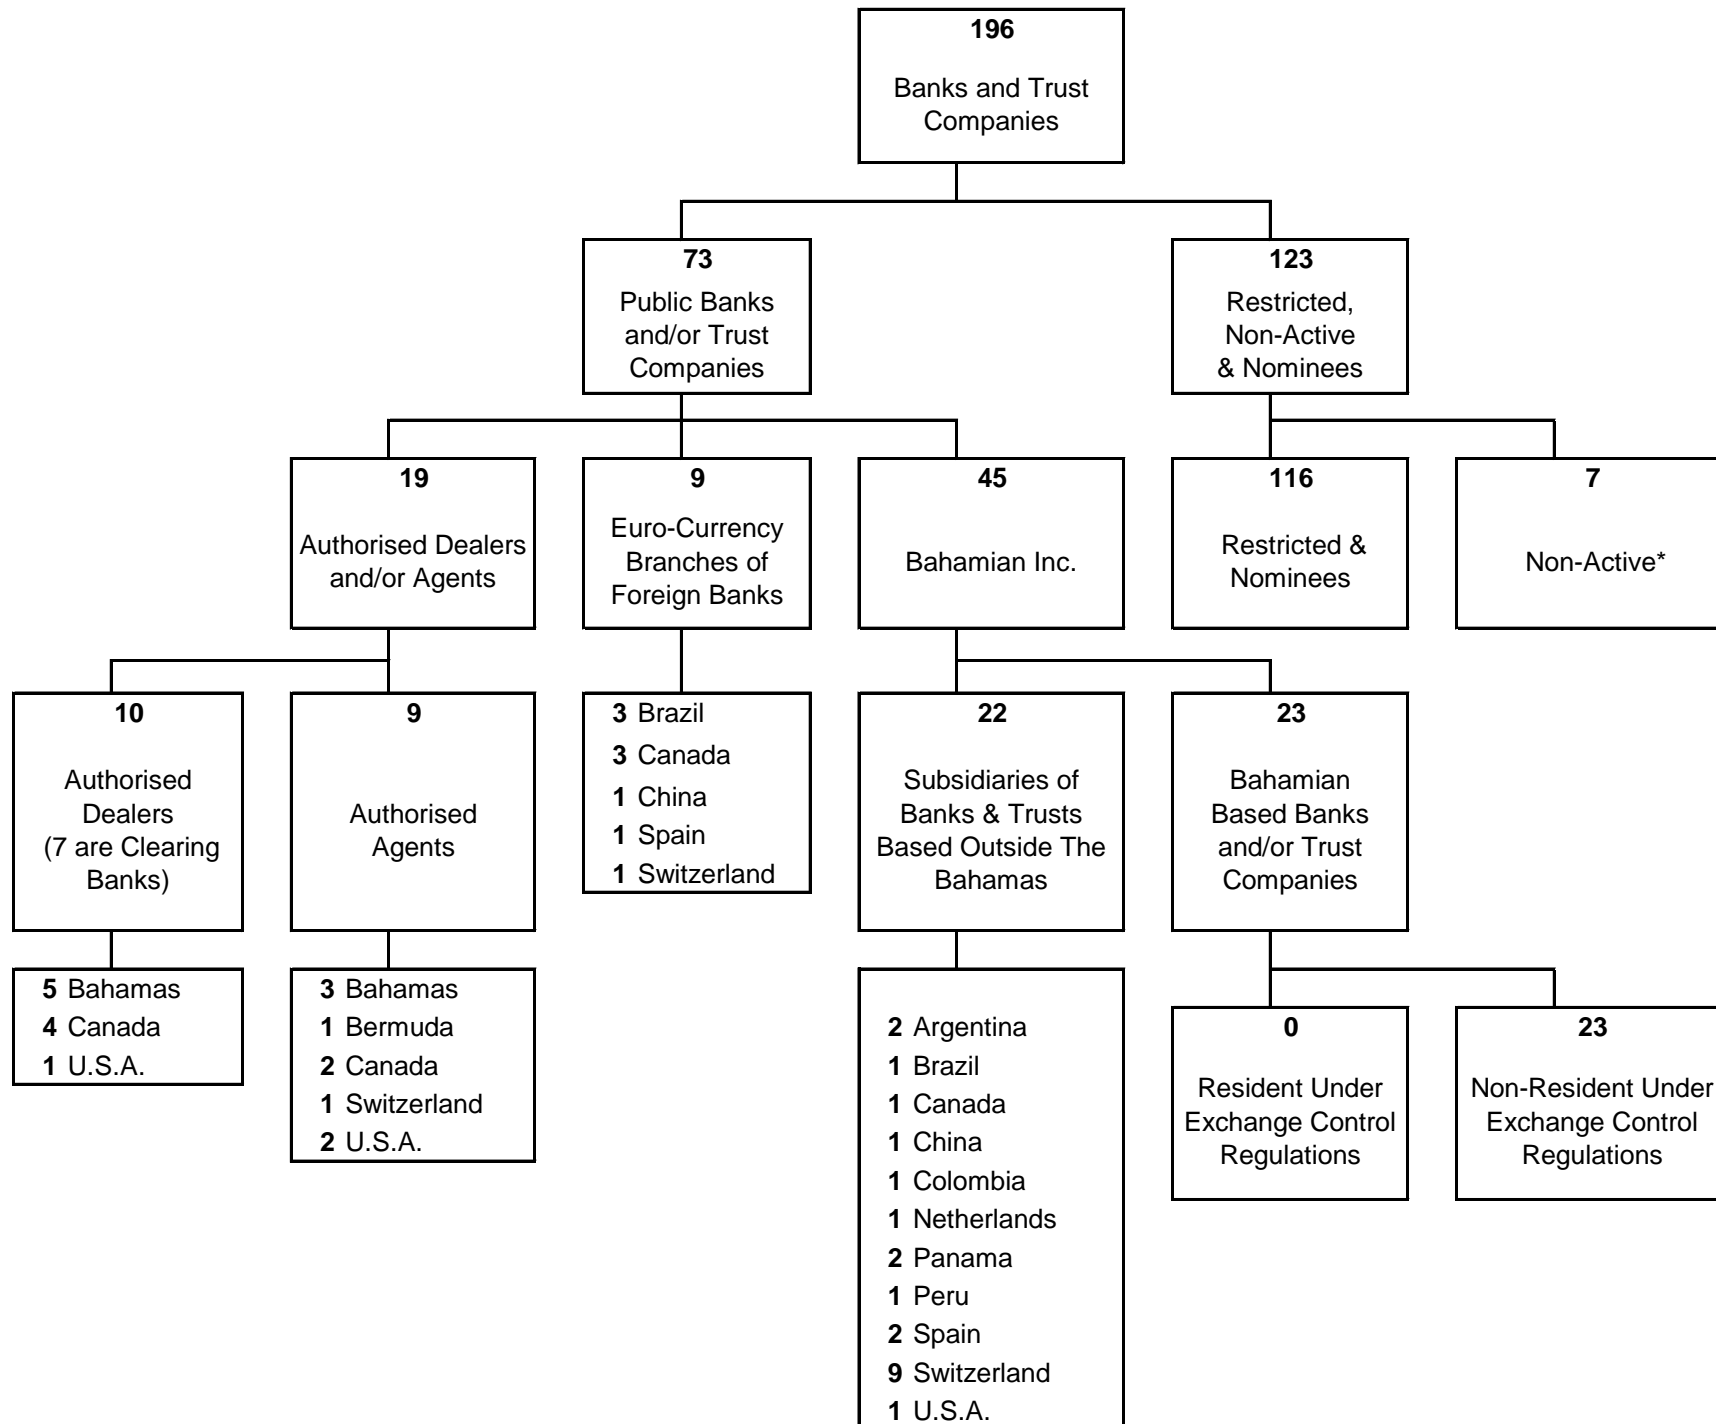 196
Banks and Trust
Companies
73
Public Banks
and/or Trust
Companies
123
Restricted,
Non-Active
& Nominees
19
Authorised Dealers
and/or Agents
9
Euro-Currency
Branches of
Foreign Banks
45
Bahamian Inc.
116
Restricted &
Nominees
7
Non-Active*
10
Authorised
Dealers
(7 are Clearing
Banks)
9
Authorised
Agents
3 Brazil
3 Canada
1 China
1 Spain
1 Switzerland
22
Subsidiaries of
Banks & Trusts
Based Outside The
Bahamas
23
Bahamian
Based Banks
and/or Trust
Companies
5 Bahamas
4 Canada
1 U.S.A.
3 Bahamas
1 Bermuda
2 Canada
1 Switzerland
2 U.S.A.
2 Argentina
1 Brazil
1 Canada
1 China
1 Colombia
1 Netherlands
2 Panama
1 Peru
2 Spain
9 Switzerland
1 U.S.A.
0
Resident Under
Exchange Control
Regulations
23
Non-Resident Under
Exchange Control
Regulations